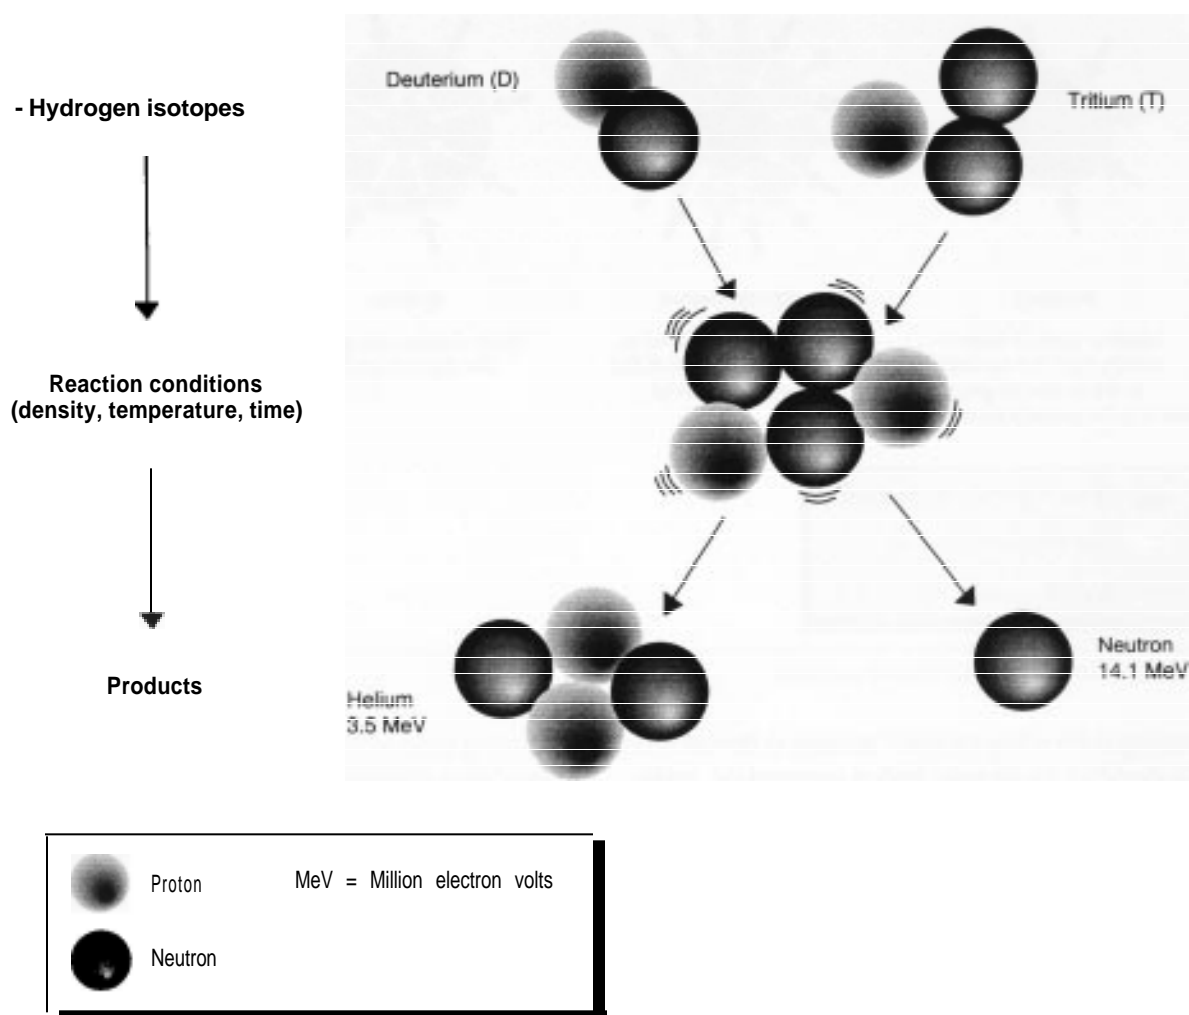 Deuterium (D)
Tritium (T)
- Hydrogen isotopes
Reaction conditions
(density, temperature, time)
Products
Helium
3.5 MeV
Neutron
14.1 MeV
Proton
MeV = Million electron volts
Neutron